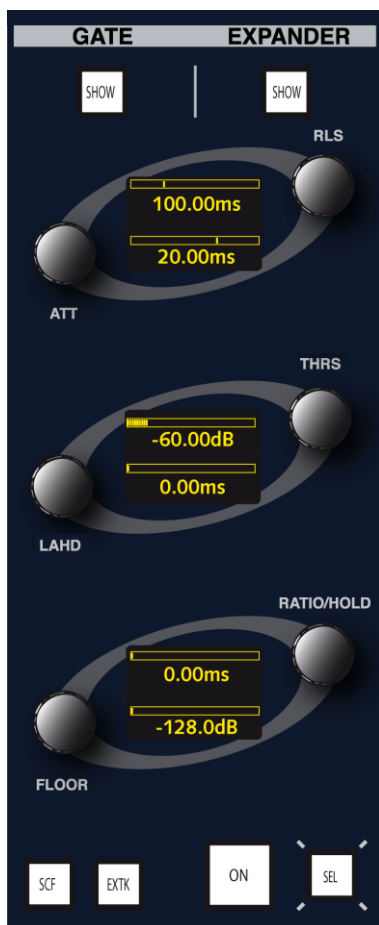 GATE EXPANDER
SHOW SHOW
RLS
100.00ms
20.00ms
ATT
THRS
-60.00dB
0.00ms
LAHD
RATIO/HOLD
0.00ms
-128.0dB
FLOOR
SCF EXTK ON SEL